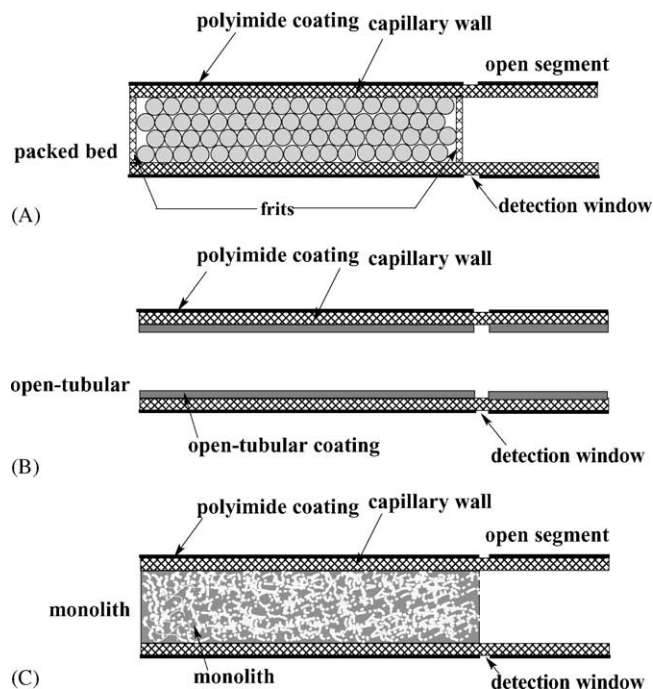 polyimide coating
capillary wall
open segment
packed bed
frits
detection window
(A)
polyimide coating
capillary wall
open-tubular
open-tubular coating
detection window
(B)
polyimide coating
capillary wall
open segment
monolith
monolith
detection window
(C)